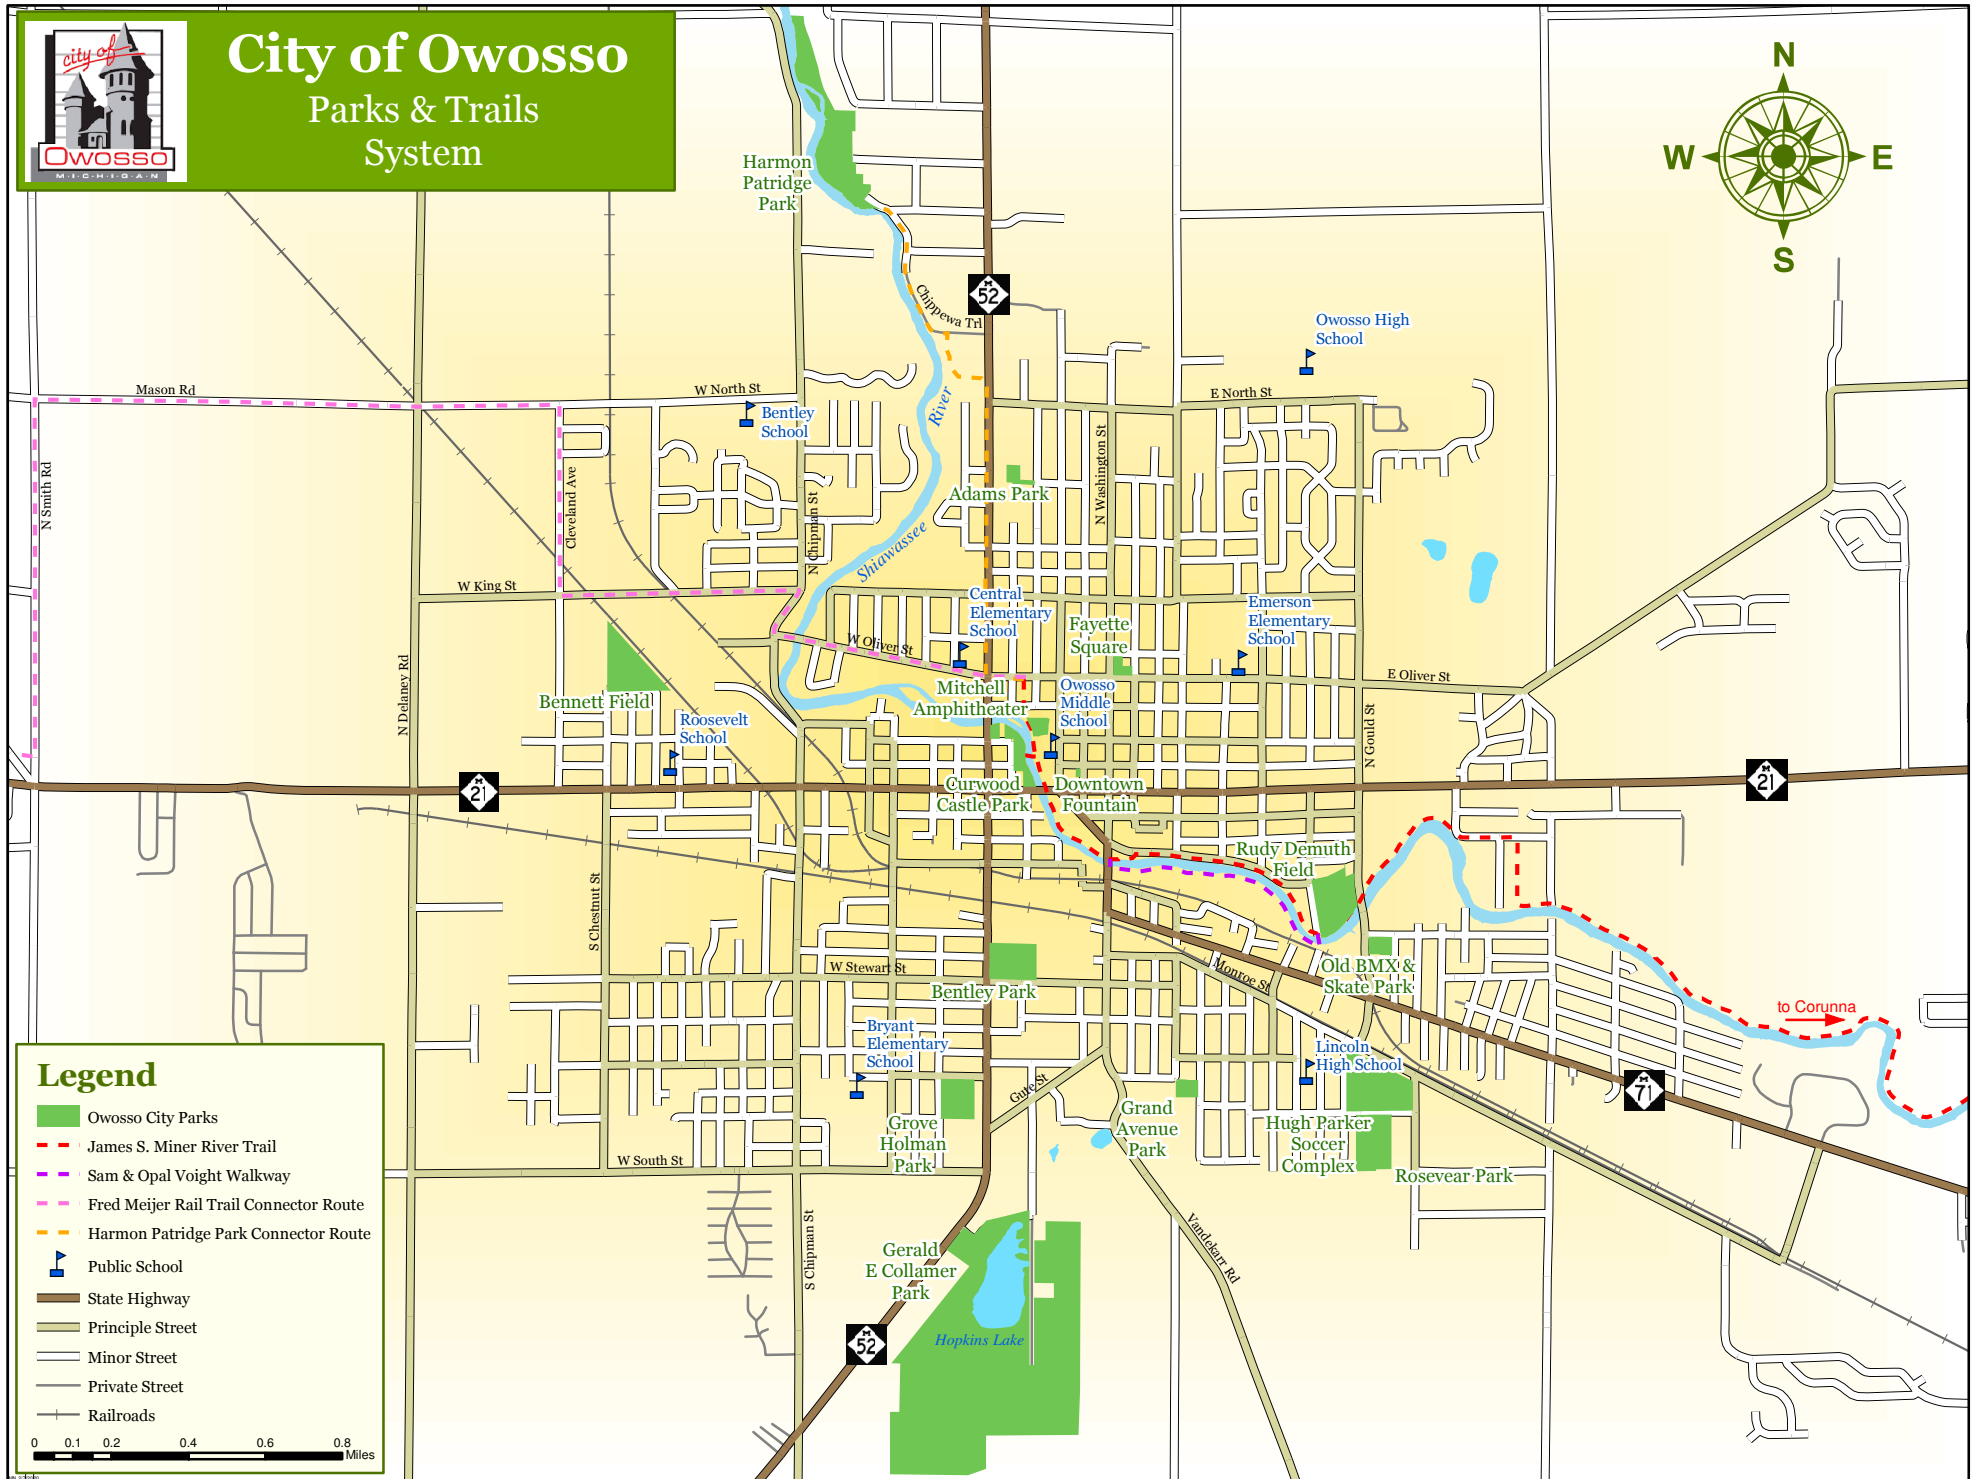 city of
OWOSSO
M·I·C·H·I·G·A·N
City of Owosso
Parks & Trails
System
N
W
E
S
Harmon
Patridge
Park
M
52
Chippewa Trl
Owosso High
School
Mason Rd
W North St
E North St
Bentley
School
River
N Smith Rd
Cleveland Ave
N Chipman St
N Washington St
Adams Park
Shiawassee
W King St
Central
Elementary
School
Emerson
Elementary
School
Fayette
Square
W Oliver St
E Oliver St
N Delaney Rd
Bennett Field
Mitchell
Amphitheater
Owosso
Middle
School
Roosevelt
School
N Gould St
M
21
M
21
Curwood
Castle Park
Downtown
Fountain
Rudy Demuth
Field
S Chestnut St
W Stewart St
Monroe St
Old BMX &
Skate Park
Bentley Park
to Corunna
Bryant
Elementary
School
Lincoln
High School
M
71
Gute St
Grove
Holman
Park
Grand
Avenue
Park
Hugh Parker
Soccer
Complex
Rosevear Park
W South St
S Chipman St
Vandekarr Rd
Gerald
E Collamer
Park
Hopkins Lake
M
52
Legend
Owosso City Parks
James S. Miner River Trail
Sam & Opal Voight Walkway
Fred Meijer Rail Trail Connector Route
Harmon Patridge Park Connector Route
Public School
State Highway
Principle Street
Minor Street
Private Street
Railroads
0 0.1 0.2 0.4 0.6 0.8
Miles